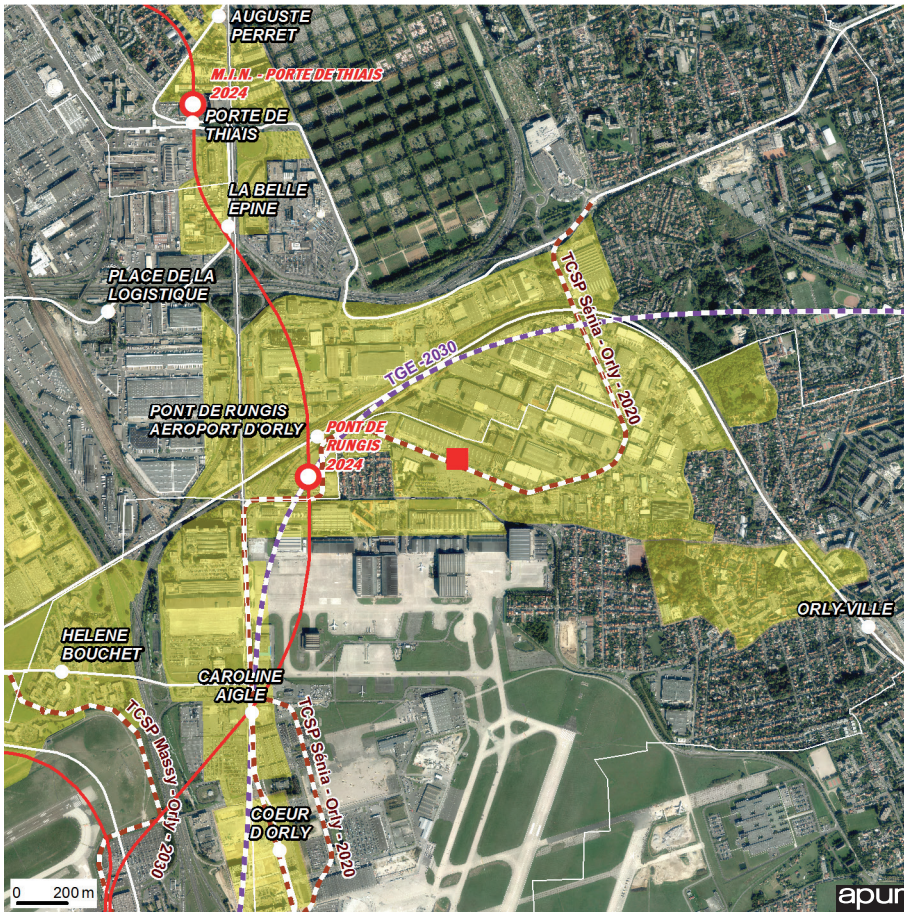 AUGUSTE
PERRET
M.I.N. - PORTE DE THIAIS
2024
PORTE DE
THIAIS
LA BELLE
EPINE
PLACE DE LA
LOGISTIQUE
TCSP Sénia - Orly - 2020
TGE -2030
PONT DE RUNGIS
AEROPORT D'ORLY
PONT DE
RUNGIS
2024
ORLY-VILLE
HELENE
BOUCHET
CAROLINE
AIGLE
TCSP Massy - Orly - 2030
TCSP Sénia - Orly - 2020
COEUR
D ORLY
0 200 m
apur